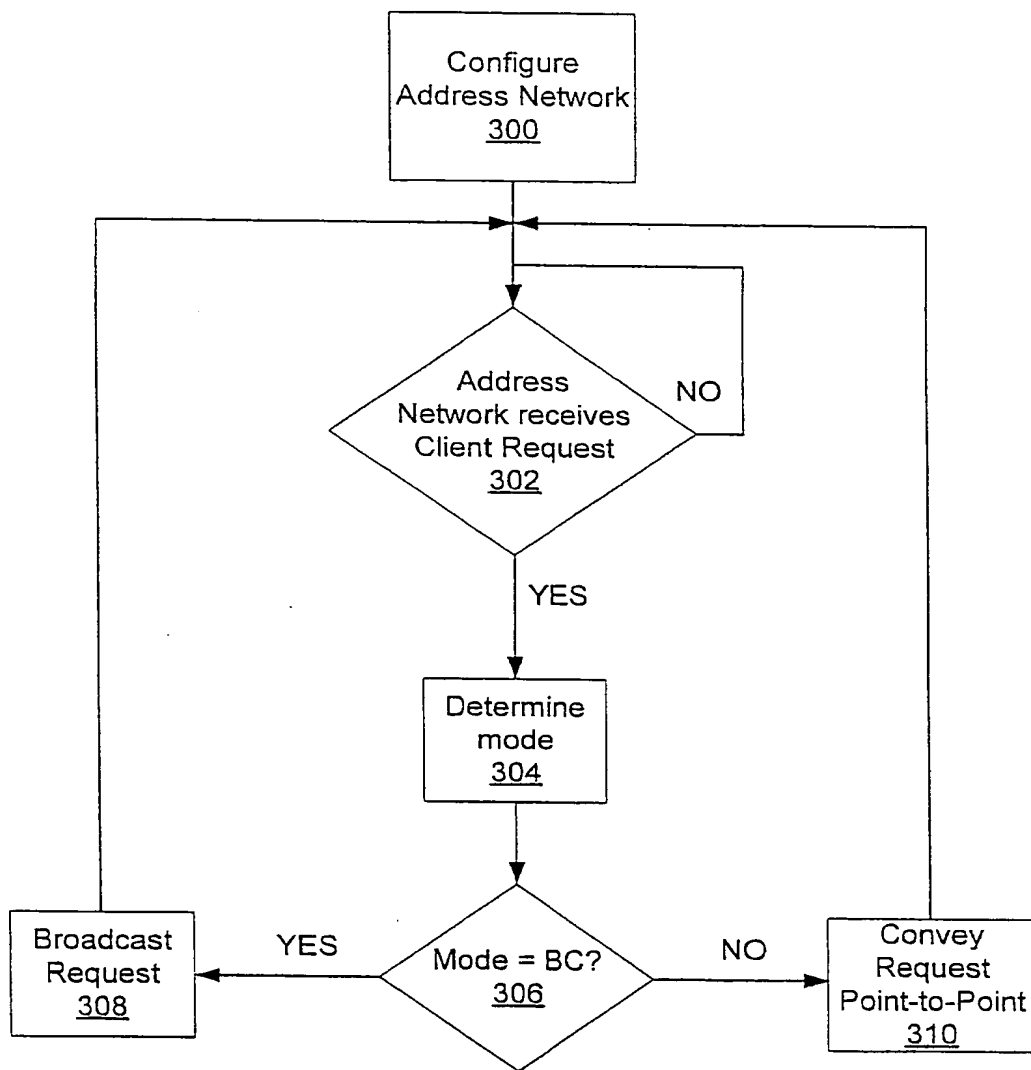 Configure
Address Network
300
Address
Network receives
Client Request
302
NO
YES
Determine
mode
304
Mode = BC?
306
YES
NO
Broadcast
Request
308
Convey
Request
Point-to-Point
310